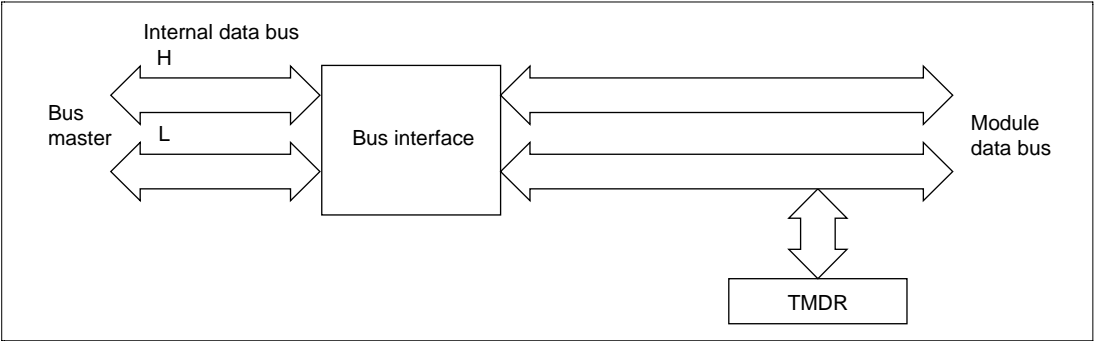 Internal data bus
H
Bus
master
L
Bus interface
Module
data bus
TMDR